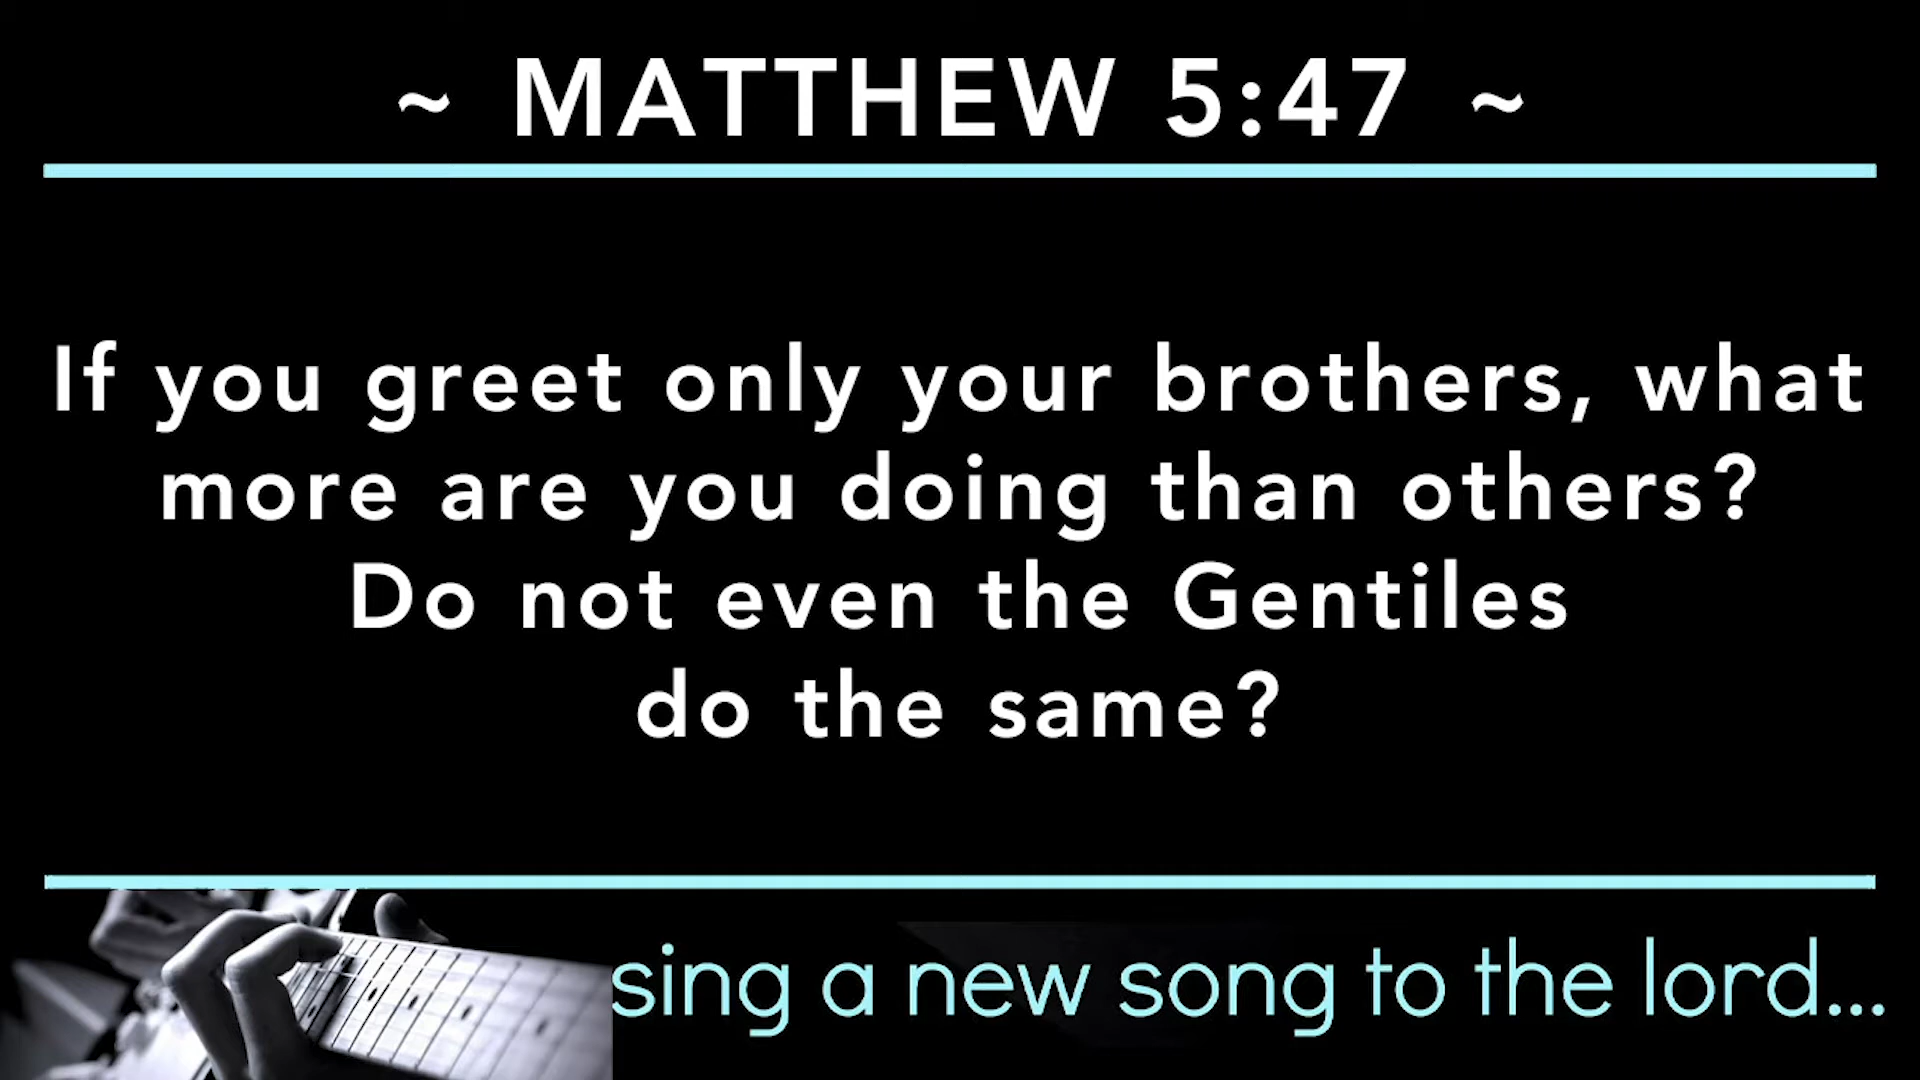 ~ MATTHEW 5:47 ~
If you greet only your brothers, what
more are you doing than others?
Do not even the Gentiles
do the same?
sing a new song to the lord...